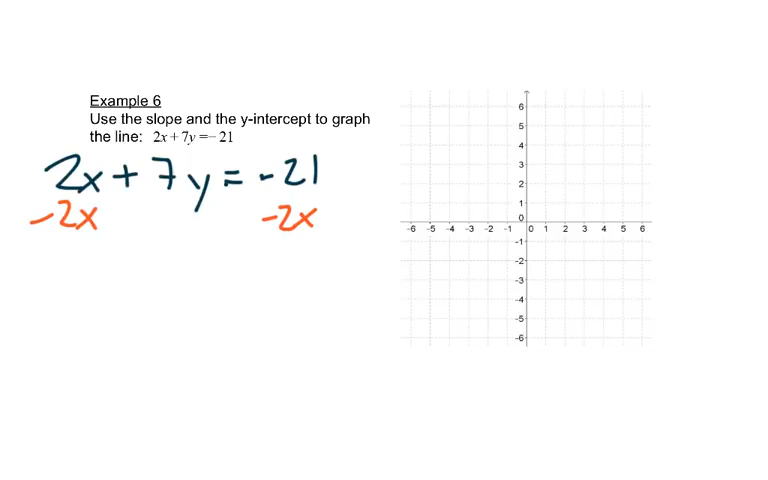 Example 6
Use the slope and the y-intercept to graph
the line: 2x + 7y = − 21
2x + 7y = -21
-2x -2x
6
5
4
3
2
1
0
-6 -5 -4 -3 -2 -1 0 1 2 3 4 5 6
-1
-2
-3
-4
-5
-6